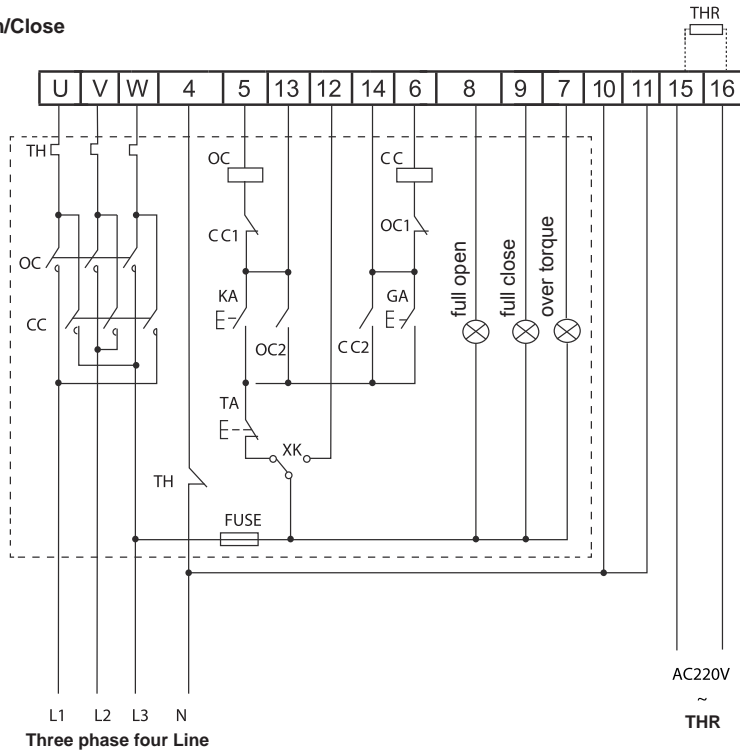 n/Close
THR
U V W 4 5 13 12 14 6 8 9 7 10 11 15 16
TH
OC
CC
CC1
OC1
full open
full close
over torque
OC
KA
GA
CC
OC2
CC2
TA
XK
TH
FUSE
AC220V
~
L1 L2 L3 N
THR
Three phase four Line